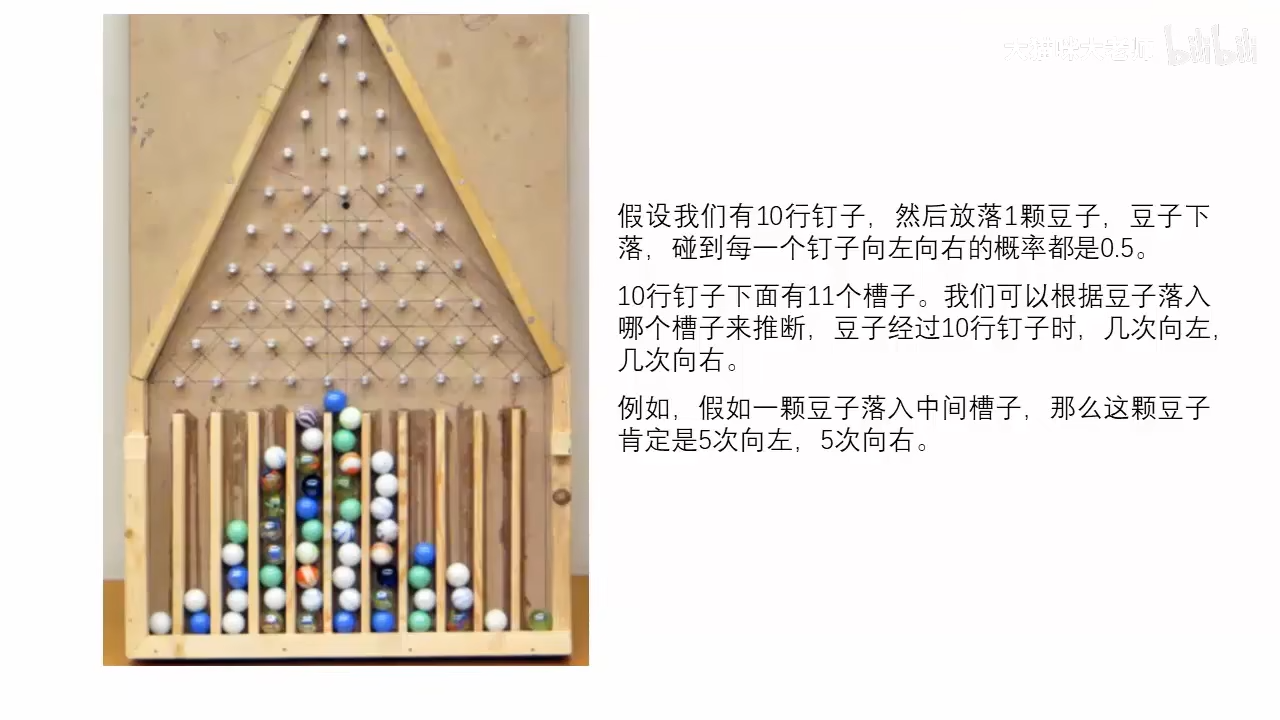 假设我们有10行钉子，然后放落1颗豆子，豆子下
落，碰到每一个钉子向左向右的概率都是0.5。
10行钉子下面有11个槽子。我们可以根据豆子落入
哪个槽子来推断，豆子经过10行钉子时，几次向左，
几次向右。
例如，假如一颗豆子落入中间槽子，那么这颗豆子
肯定是5次向左，5次向右。
bilibili